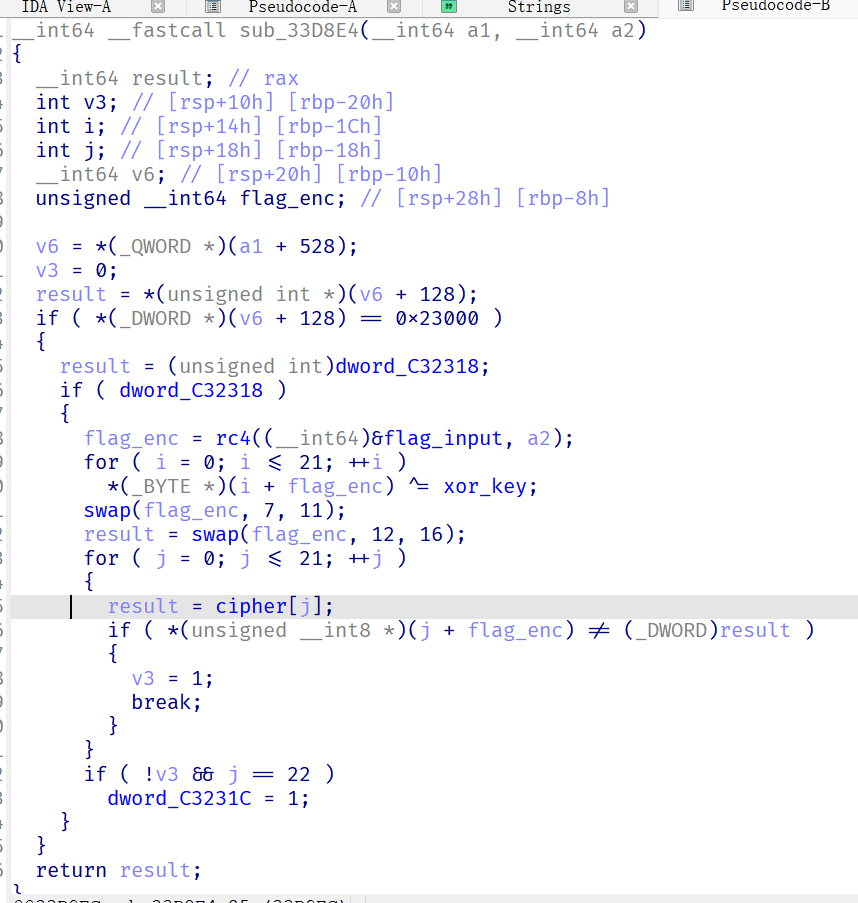 IDA View-A Pseudocode-A Strings Pseudocode-B
__int64 __fastcall sub_33D8E4(__int64 a1, __int64 a2)
{
__int64 result; // rax
int v3; // [rsp+10h] [rbp-20h]
int i; // [rsp+14h] [rbp-1Ch]
int j; // [rsp+18h] [rbp-18h]
__int64 v6; // [rsp+20h] [rbp-10h]
unsigned __int64 flag_enc; // [rsp+28h] [rbp-8h]
v6 = *(_QWORD *)(a1 + 528);
v3 = 0;
result = *(unsigned int *)(v6 + 128);
if ( *(_DWORD *)(v6 + 128) == 0x23000 )
{
result = (unsigned int)dword_C32318;
if ( dword_C32318 )
{
flag_enc = rc4((__int64)&flag_input, a2);
for ( i = 0; i <= 21; ++i )
*(_BYTE *)(i + flag_enc) ^= xor_key;
swap(flag_enc, 7, 11);
result = swap(flag_enc, 12, 16);
for ( j = 0; j <= 21; ++j )
{
result = cipher[j];
if ( *(unsigned __int8 *)(j + flag_enc) != (_DWORD)result )
{
v3 = 1;
break;
}
}
if ( !v3 && j == 22 )
dword_C3231C = 1;
}
}
return result;
}